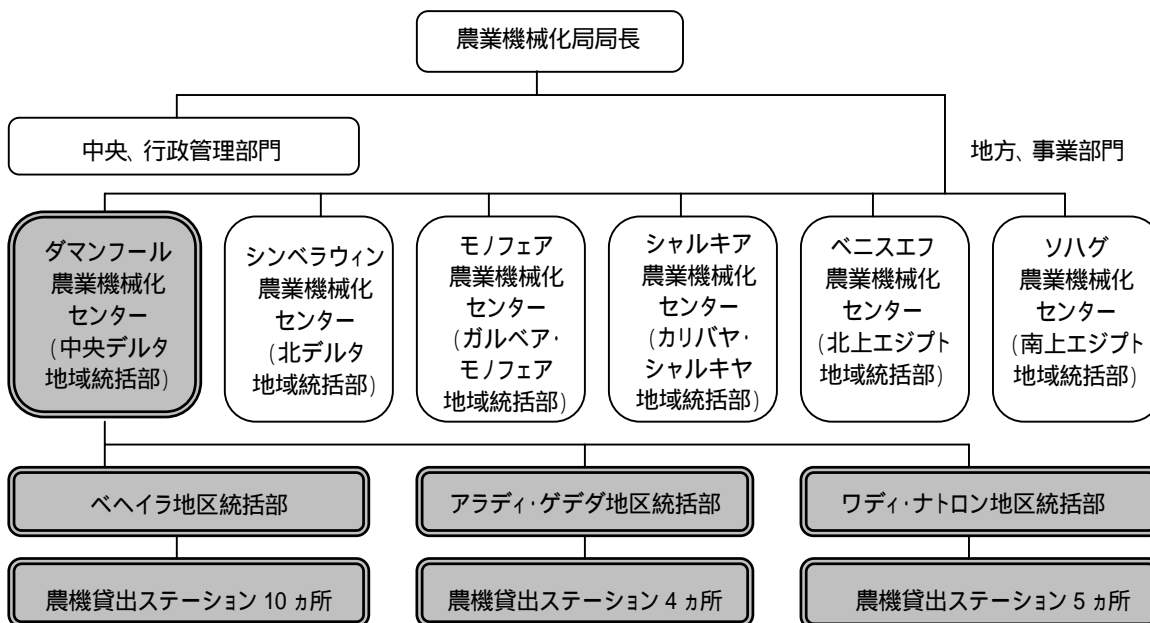 農業機械化局局長
中央、行政管理部門
地方、事業部門
ダマンフール
農業機械化
センター
(中央デルタ
地域統括部)
シンベラウィン
農業機械化
センター
(北デルタ
地域統括部)
モノフェア
農業機械化
センター
(ガルベア・
モノフェア
地域統括部)
シャルキア
農業機械化
センター
(カリバヤ・
シャルキヤ
地域統括部)
ベニスエフ
農業機械化
センター
(北上エジプト
地域統括部)
ソハグ
農業機械化
センター
(南上エジプト
地域統括部)
ベヘイラ地区統括部
アラディ・ゲデダ地区統括部
ワディ・ナトロン地区統括部
農機貸出ステーション 10 ヵ所
農機貸出ステーション 4 ヵ所
農機貸出ステーション 5 ヵ所